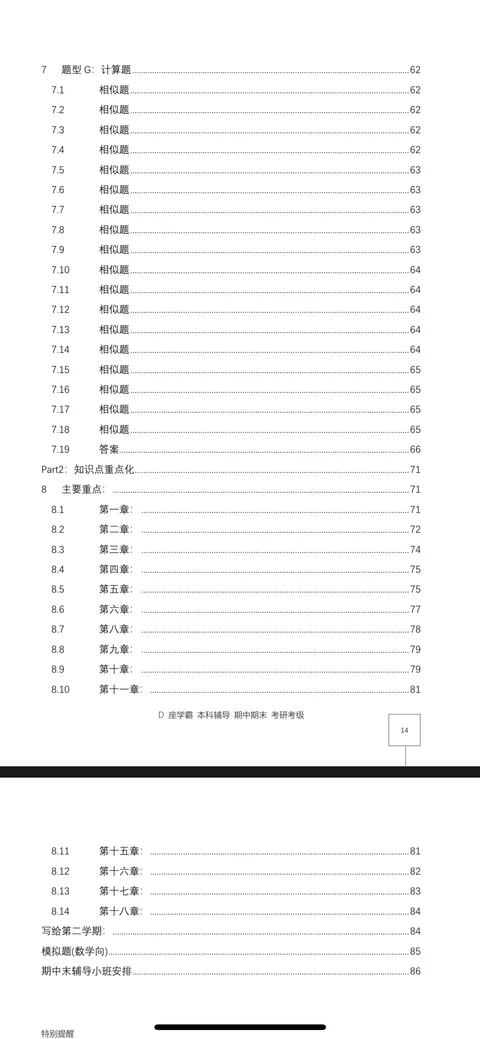 7 题型 G：计算题 62
7.1 相似题 62
7.2 相似题 62
7.3 相似题 62
7.4 相似题 62
7.5 相似题 63
7.6 相似题 63
7.7 相似题 63
7.8 相似题 63
7.9 相似题 63
7.10 相似题 64
7.11 相似题 64
7.12 相似题 64
7.13 相似题 64
7.14 相似题 64
7.15 相似题 65
7.16 相似题 65
7.17 相似题 65
7.18 相似题 65
7.19 答案 66
Part2：知识点重点化 71
8 主要重点： 71
8.1 第一章： 71
8.2 第二章： 72
8.3 第三章： 74
8.4 第四章： 75
8.5 第五章： 75
8.6 第六章： 77
8.7 第八章： 78
8.8 第九章： 79
8.9 第十章： 79
8.10 第十一章： 81
D 座学霸 本科辅导 期中期末 考研考级
14
8.11 第十五章： 81
8.12 第十六章： 82
8.13 第十七章： 83
8.14 第十八章： 84
写给第二学期： 84
模拟题(数学向) 85
期中末辅导小班安排 86
特别提醒